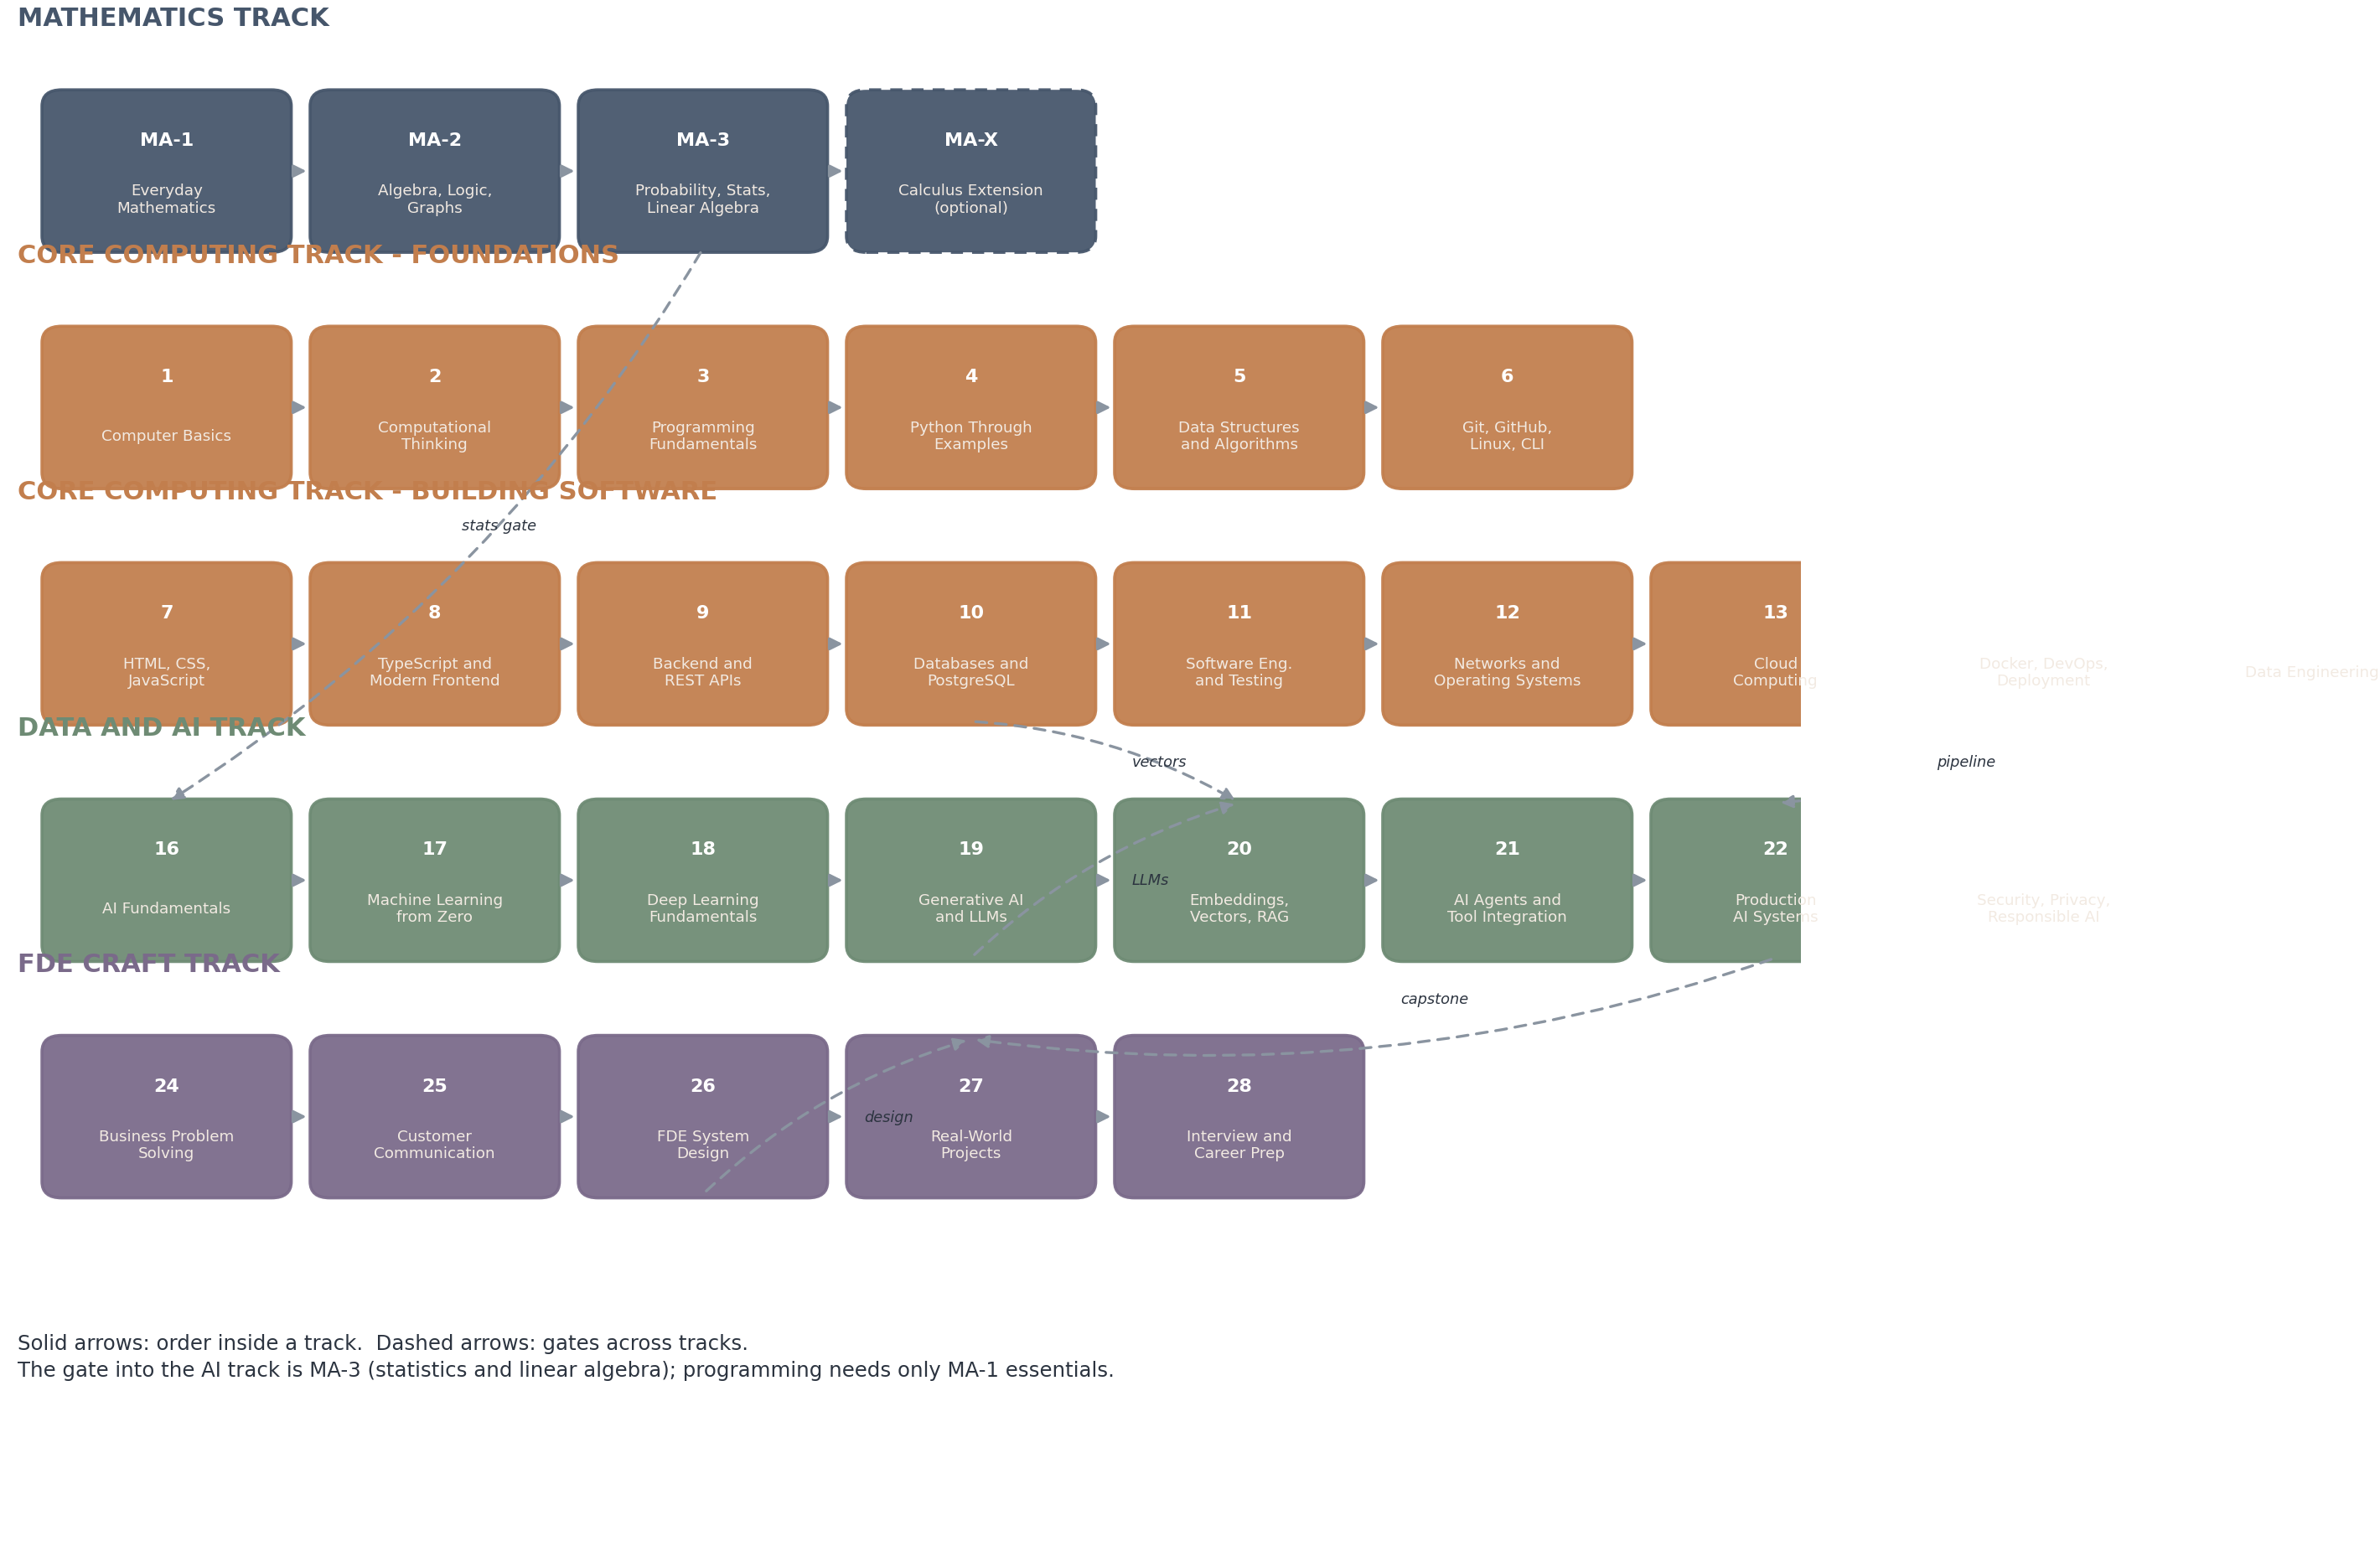 MATHEMATICS TRACK
MA-1
Everyday
Mathematics
MA-2
Algebra, Logic,
Graphs
MA-3
Probability, Stats,
Linear Algebra
MA-X
Calculus Extension
(optional)
CORE COMPUTING TRACK - FOUNDATIONS
1
Computer Basics
2
Computational
Thinking
3
Programming
Fundamentals
4
Python Through
Examples
5
Data Structures
and Algorithms
6
Git, GitHub,
Linux, CLI
CORE COMPUTING TRACK - BUILDING SOFTWARE
stats gate
7
HTML, CSS,
JavaScript
8
TypeScript and
Modern Frontend
9
Backend and
REST APIs
10
Databases and
PostgreSQL
11
Software Eng.
and Testing
12
Networks and
Operating Systems
13
Cloud
Computing
Docker, DevOps,
Deployment
Data Engineering
DATA AND AI TRACK
vectors
pipeline
16
AI Fundamentals
17
Machine Learning
from Zero
18
Deep Learning
Fundamentals
19
Generative AI
and LLMs
LLMs
20
Embeddings,
Vectors, RAG
21
AI Agents and
Tool Integration
22
Production
AI Systems
Security, Privacy,
Responsible AI
FDE CRAFT TRACK
capstone
24
Business Problem
Solving
25
Customer
Communication
26
FDE System
Design
design
27
Real-World
Projects
28
Interview and
Career Prep
Solid arrows: order inside a track.  Dashed arrows: gates across tracks.
The gate into the AI track is MA-3 (statistics and linear algebra); programming needs only MA-1 essentials.